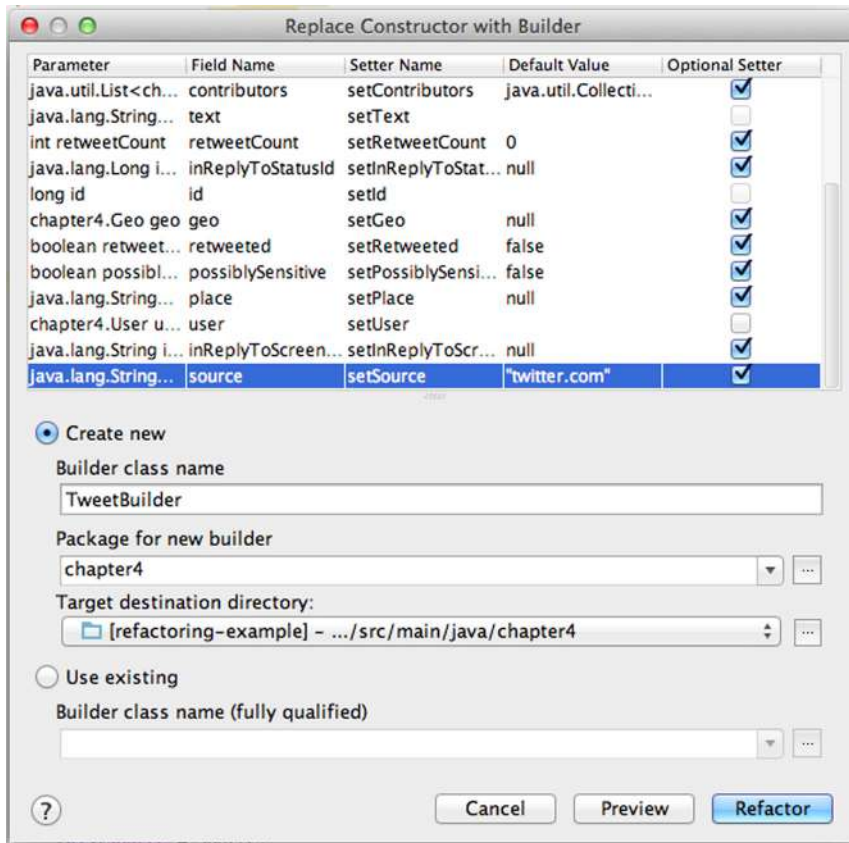 Replace Constructor with Builder
Parameter Field Name Setter Name Default Value Optional Setter
java.util.List<ch... contributors setContributors java.util.Collecti...
java.lang.String... text setText
int retweetCount retweetCount setRetweetCount 0
java.lang.Long i... inReplyToStatusId setInReplyToStat... null
long id id setId
chapter4.Geo geo geo setGeo null
boolean retweet... retweeted setRetweeted false
boolean possibl... possiblySensitive setPossiblySensi... false
java.lang.String... place setPlace null
chapter4.User u... user setUser
java.lang.String i... inReplyToScreen... setInReplyToScr... null
java.lang.String... source setSource "twitter.com"
Create new
Builder class name
TweetBuilder
Package for new builder
chapter4
...
Target destination directory:
[refactoring-example] – .../src/main/java/chapter4
...
Use existing
Builder class name (fully qualified)
...
? Cancel Preview Refactor